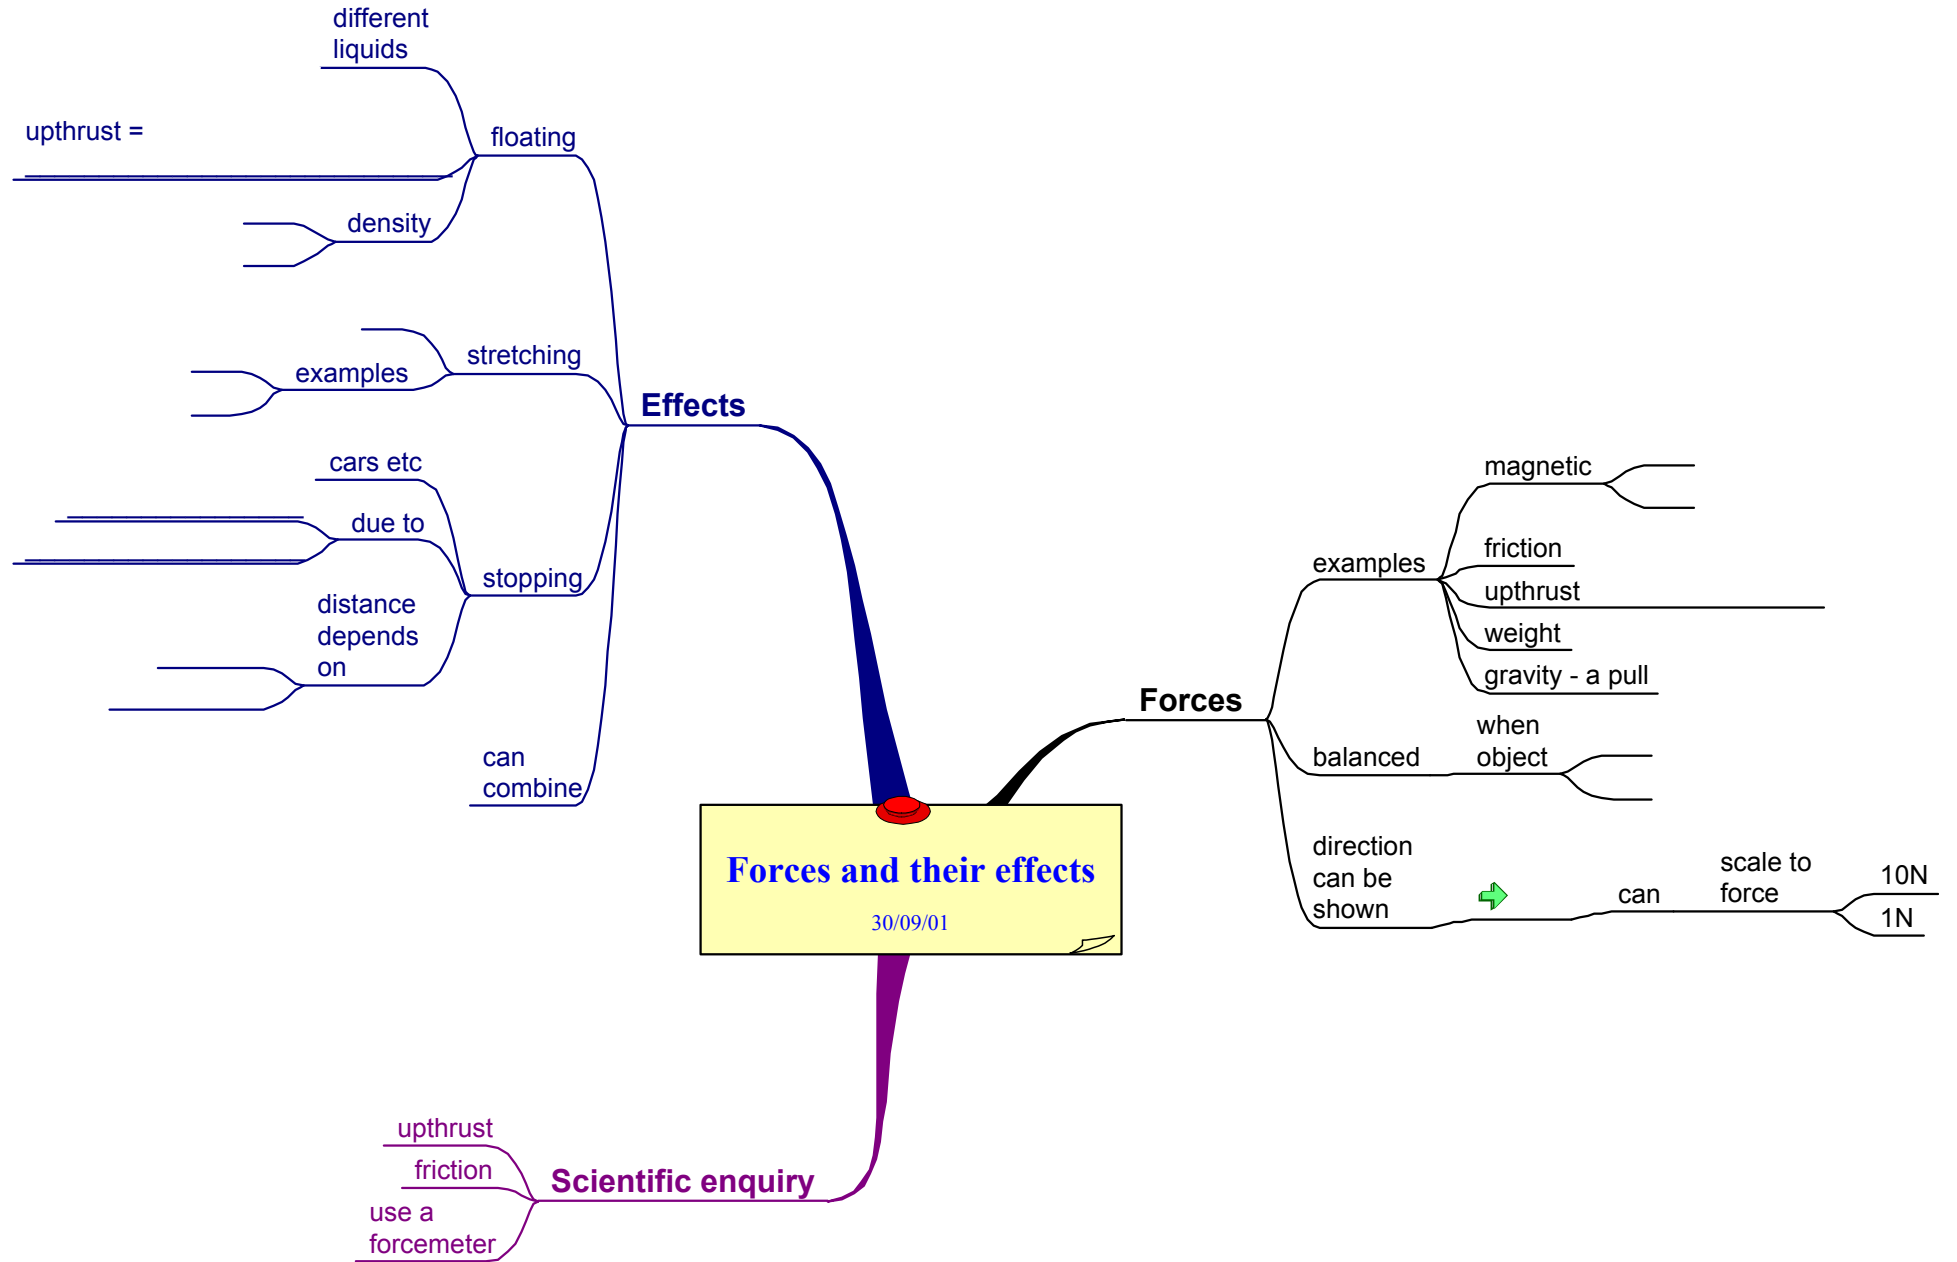 different
liquids
upthrust =
floating
density
stretching
examples
Effects
cars etc
due to
stopping
distance
depends
on
can
combine
magnetic
friction
examples
upthrust
weight
gravity - a pull
Forces
when
object
balanced
direction
can be
shown
can
scale to
force
10N
1N
Forces and their effects
30/09/01
upthrust
friction
Scientific enquiry
use a
forcemeter